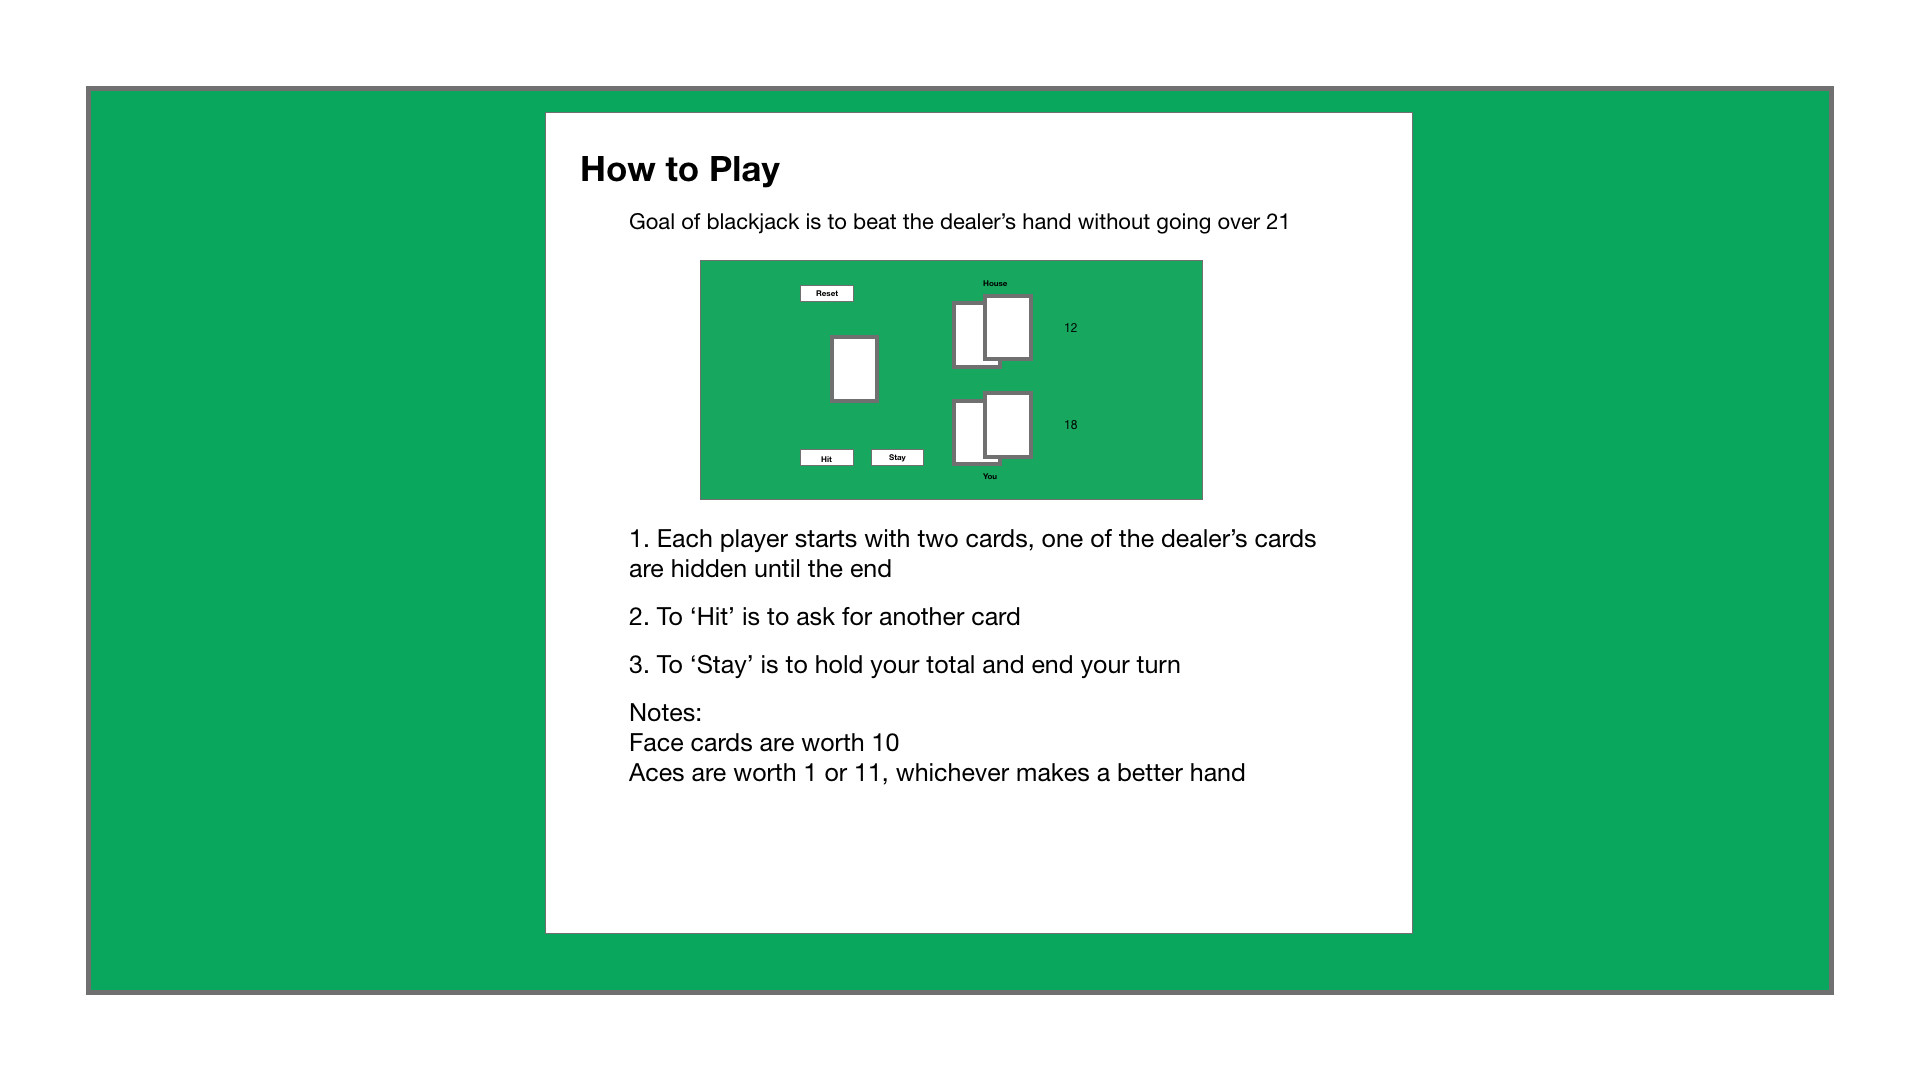 How to Play
Goal of blackjack is to beat the dealer’s hand without going over 21
Reset
House
12
18
Hit
Stay
You
1. Each player starts with two cards, one of the dealer’s cards
are hidden until the end
2. To ‘Hit’ is to ask for another card
3. To ‘Stay’ is to hold your total and end your turn
Notes:
Face cards are worth 10
Aces are worth 1 or 11, whichever makes a better hand